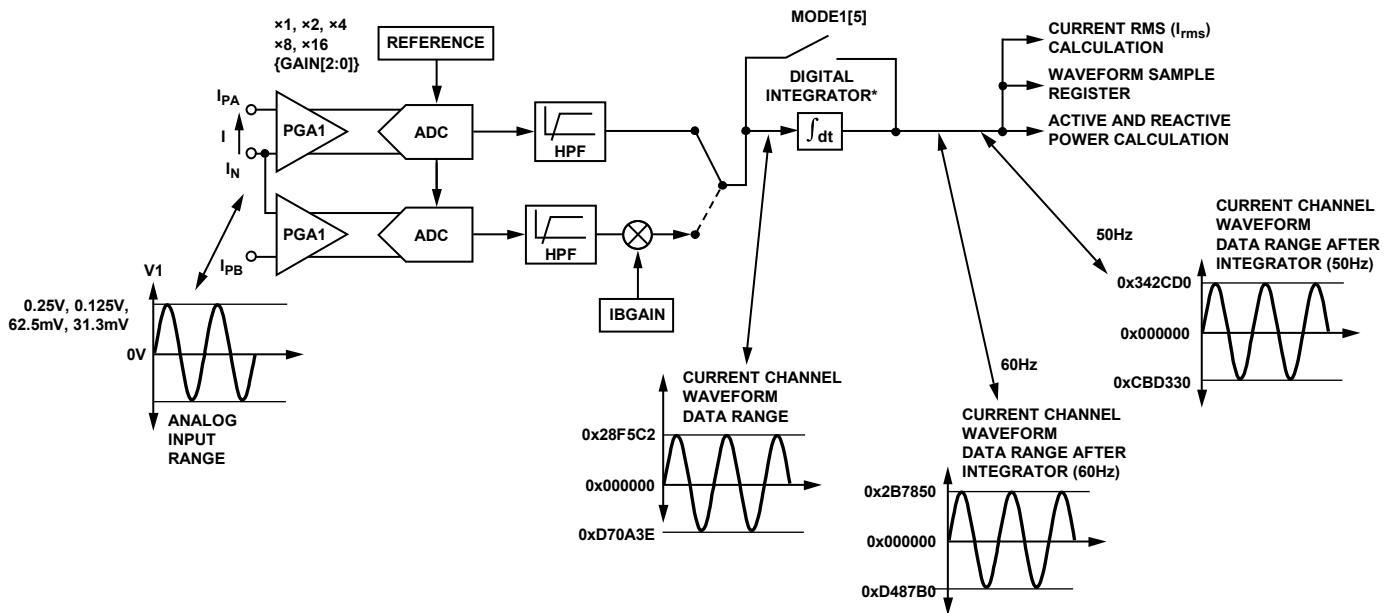 ×1, ×2, ×4
×8, ×16
{GAIN[2:0]}
REFERENCE
MODE1[5]
CURRENT RMS (Irms)
CALCULATION
WAVEFORM SAMPLE
REGISTER
ACTIVE AND REACTIVE
POWER CALCULATION
DIGITAL
INTEGRATOR*
IPA
I
IN
PGA1
ADC
HPF
∫dt
IPB
PGA1
ADC
HPF
IBGAIN
V1
0.25V, 0.125V,
62.5mV, 31.3mV
0V
ANALOG
INPUT
RANGE
CURRENT CHANNEL
WAVEFORM
DATA RANGE
0x28F5C2
0x000000
0xD70A3E
60Hz
CURRENT CHANNEL
WAVEFORM
DATA RANGE AFTER
INTEGRATOR (60Hz)
0x2B7850
0x000000
0xD487B0
50Hz
CURRENT CHANNEL
WAVEFORM
DATA RANGE AFTER
INTEGRATOR (50Hz)
0x342CD0
0x000000
0xCBD330